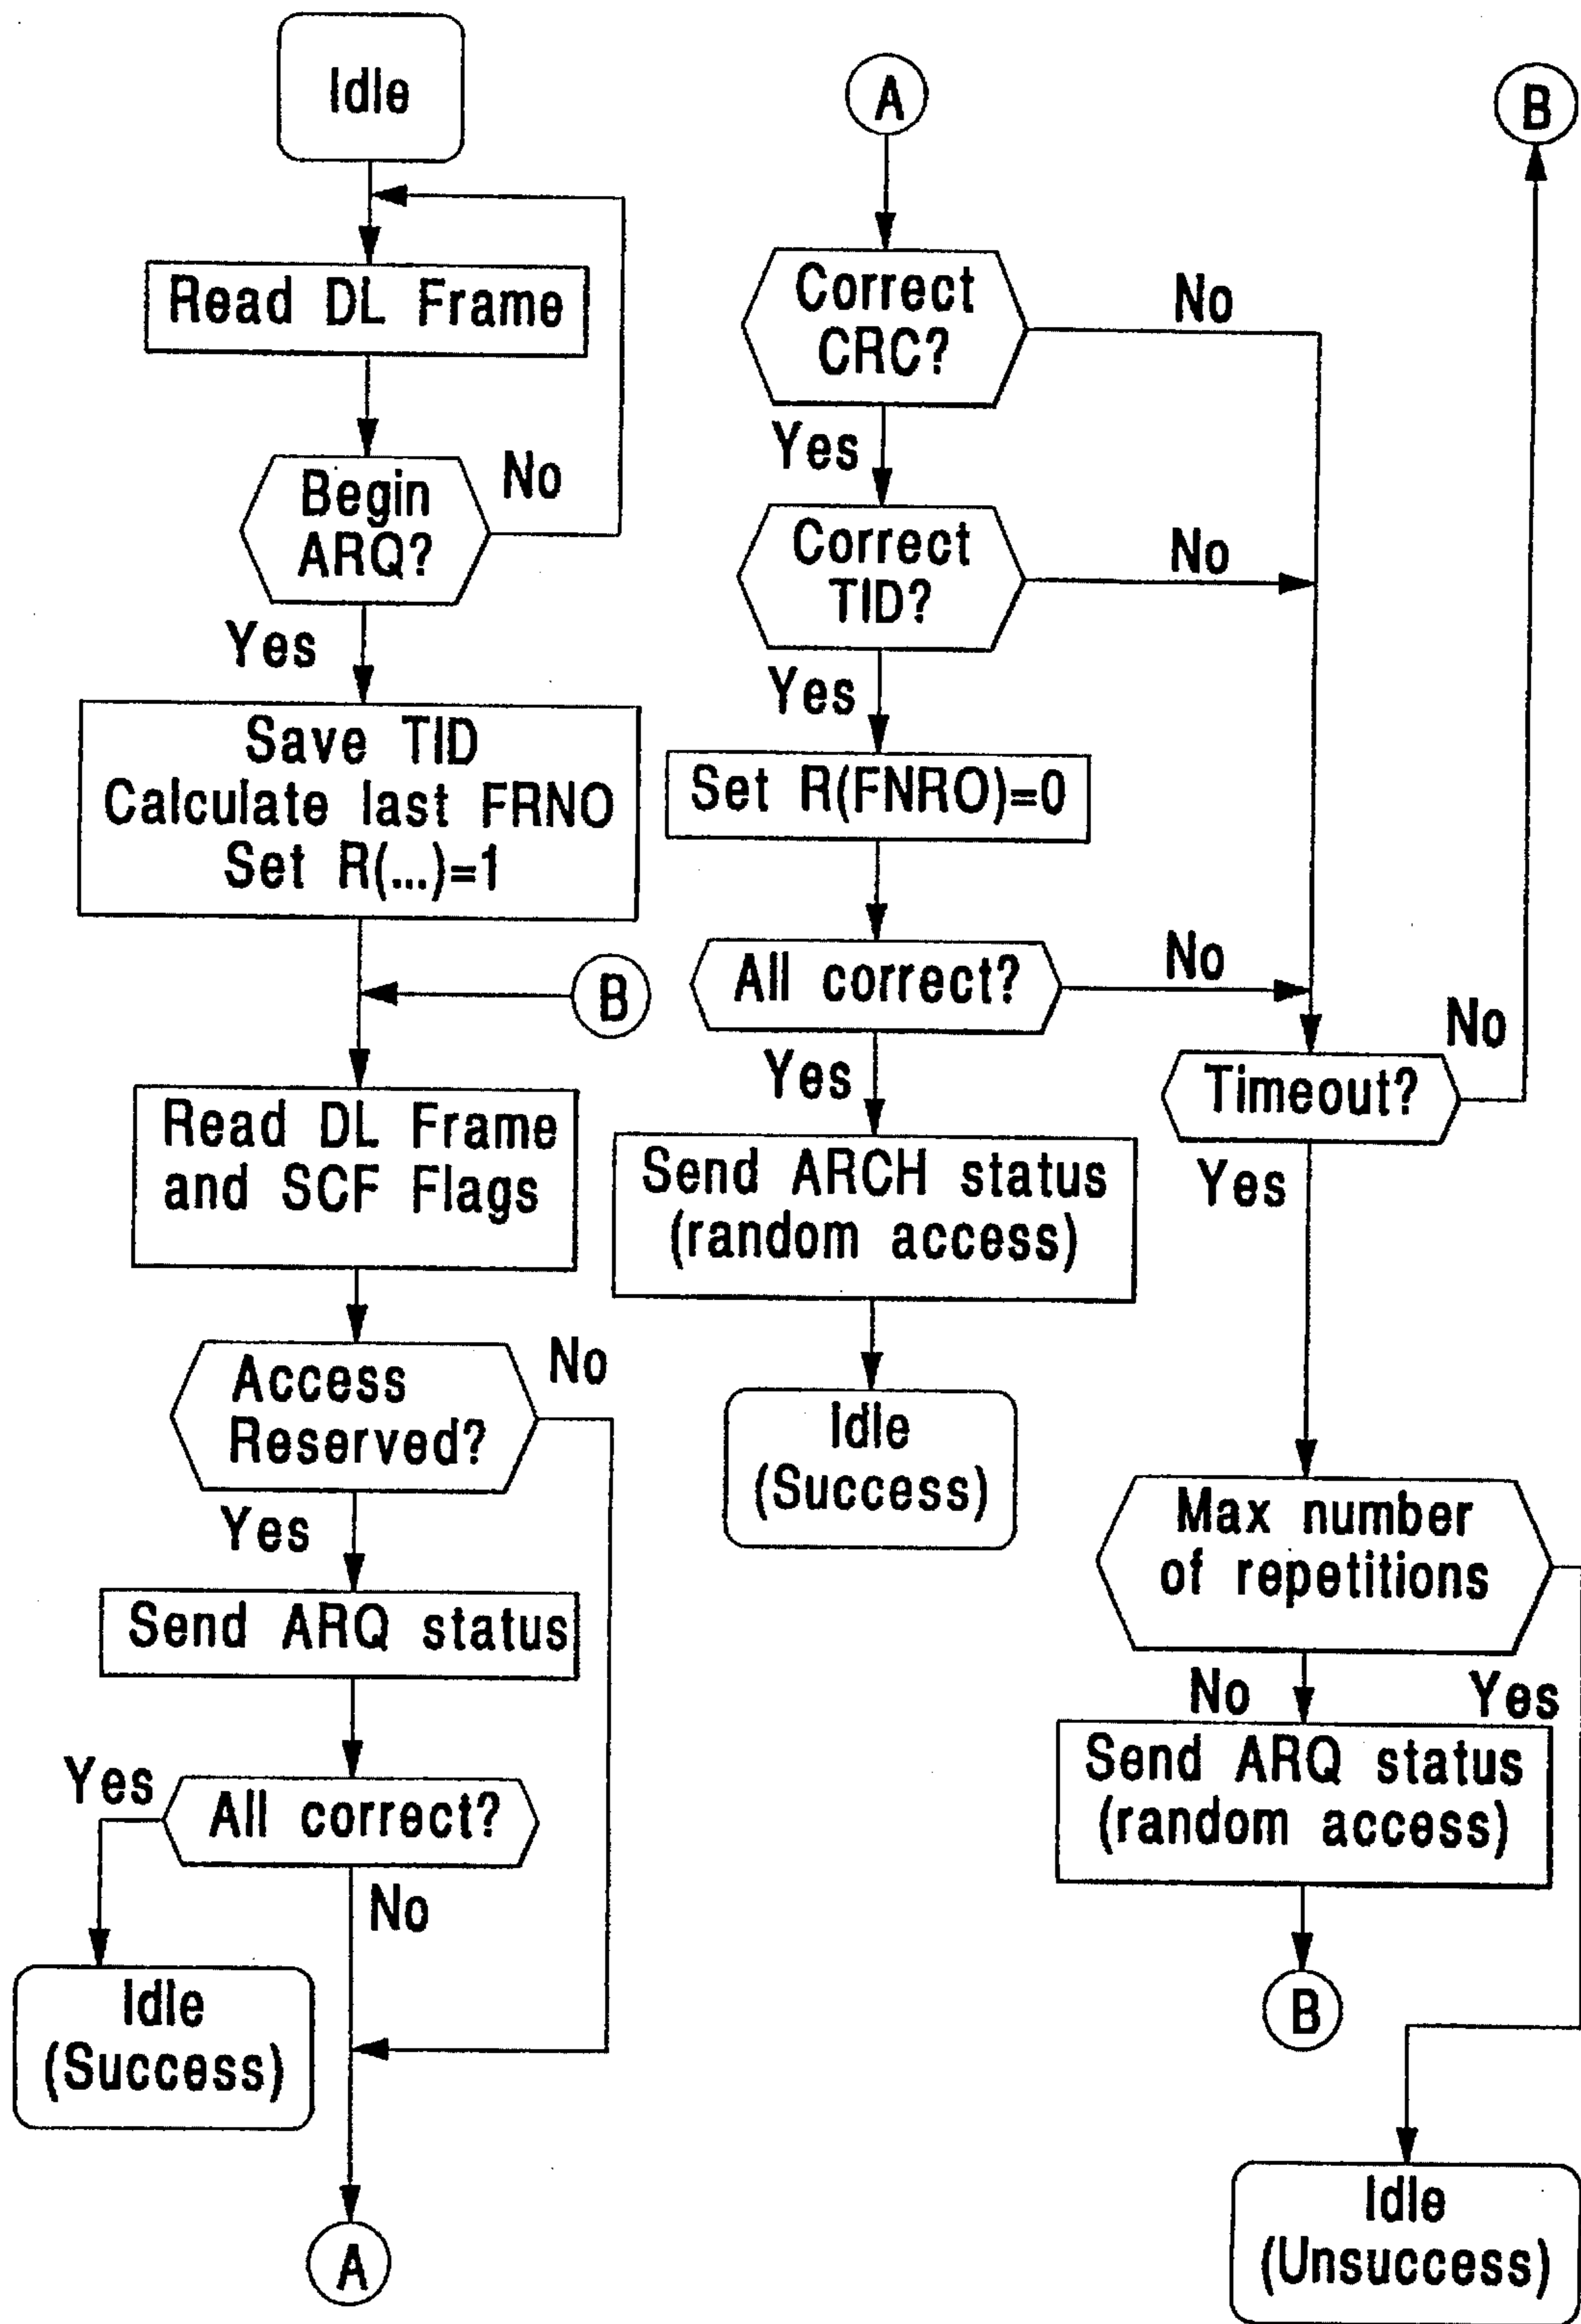 Idle
Read DL Frame
Begin
ARQ?
No
Yes
Save TID
Calculate last FRNO
Set R(...)=1
B
Read DL Frame
and SCF Flags
Access
Reserved?
No
Yes
Send ARQ status
All correct?
Yes
No
Idle
(Success)
A
A
Correct
CRC?
No
Yes
Correct
TID?
No
Yes
Set R(FNRO)=0
All correct?
No
Yes
Send ARCH status
(random access)
Idle
(Success)
B
Timeout?
No
Yes
Max number
of repetitions
No
Yes
Send ARQ status
(random access)
B
Idle
(Unsuccess)